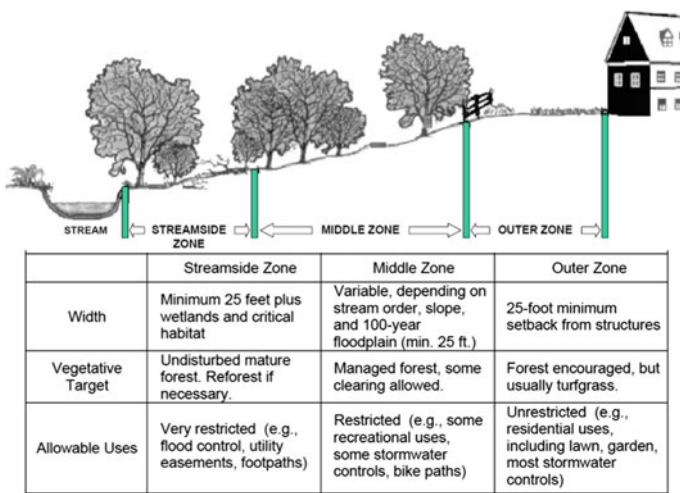 STREAM
STREAMSIDE
ZONE
MIDDLE ZONE
OUTER ZONE
Streamside Zone
Middle Zone
Outer Zone
Width
Minimum 25 feet plus
wetlands and critical
habitat
Variable, depending on
stream order, slope,
and 100-year
floodplain (min. 25 ft.)
25-foot minimum
setback from structures
Vegetative
Target
Undisturbed mature
forest. Reforest if
necessary.
Managed forest, some
clearing allowed.
Forest encouraged, but
usually turfgrass.
Allowable Uses
Very restricted (e.g.,
flood control, utility
easements, footpaths)
Restricted (e.g., some
recreational uses,
some stormwater
controls, bike paths)
Unrestricted (e.g.,
residential uses,
including lawn, garden,
most stormwater
controls)